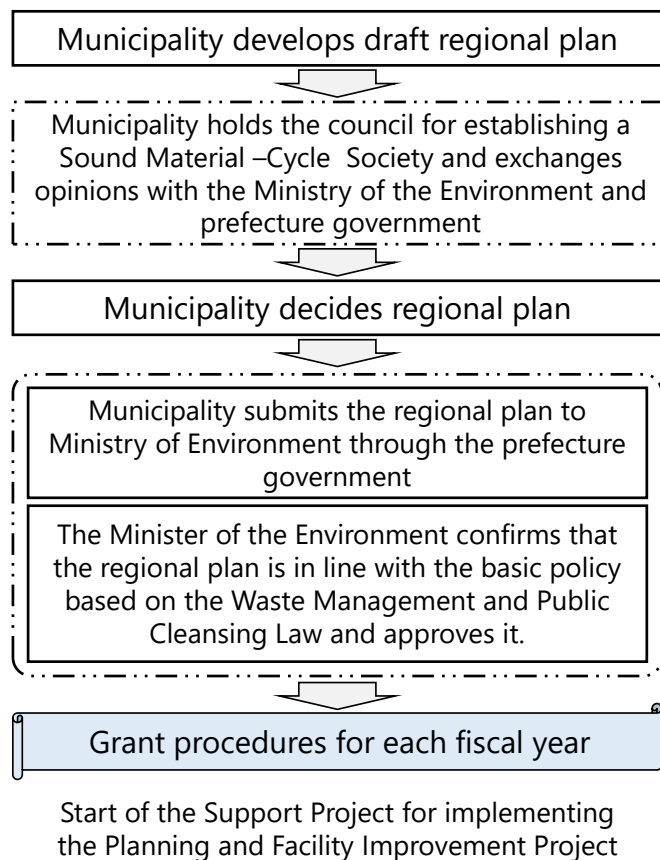 Municipality develops draft regional plan
Municipality holds the council for establishing a
Sound Material –Cycle Society and exchanges
opinions with the Ministry of the Environment and
prefecture government
Municipality decides regional plan
Municipality submits the regional plan to
Ministry of Environment through the prefecture
government
The Minister of the Environment confirms that
the regional plan is in line with the basic policy
based on the Waste Management and Public
Cleansing Law and approves it.
Grant procedures for each fiscal year
Start of the Support Project for implementing
the Planning and Facility Improvement Project